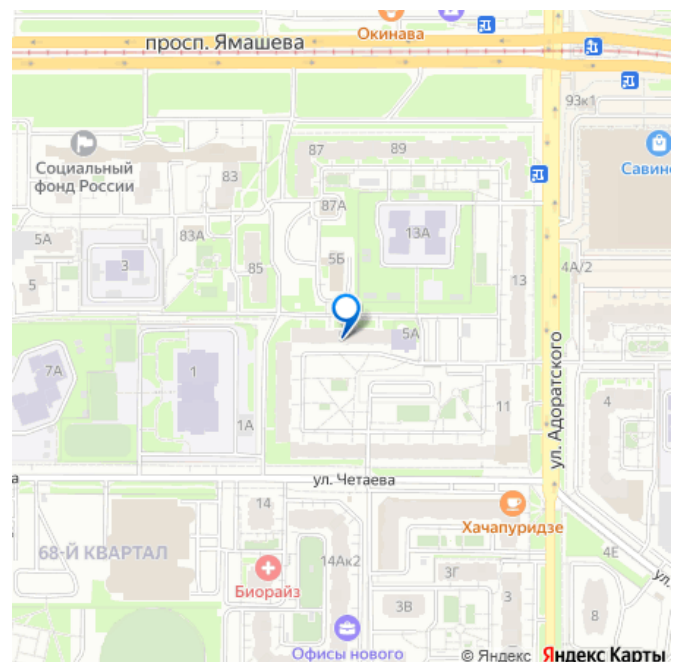 Окинава
просп. Ямашева
93к1
87
89
Социальный
фонд России
83
Савин
87А
83А
13А
5А
5Б
3
85
4А/2
5
13
5А
7А
1
ул. Адоратского
11
4
1А
а
ул. Четаева
14
Хачапуридзе
68-Й КВАРТАЛ
14Ак2
4Е
ул.
Биорайз
3Г
3В
3
8
Офисы нового
© Яндекс Яндекс Карты